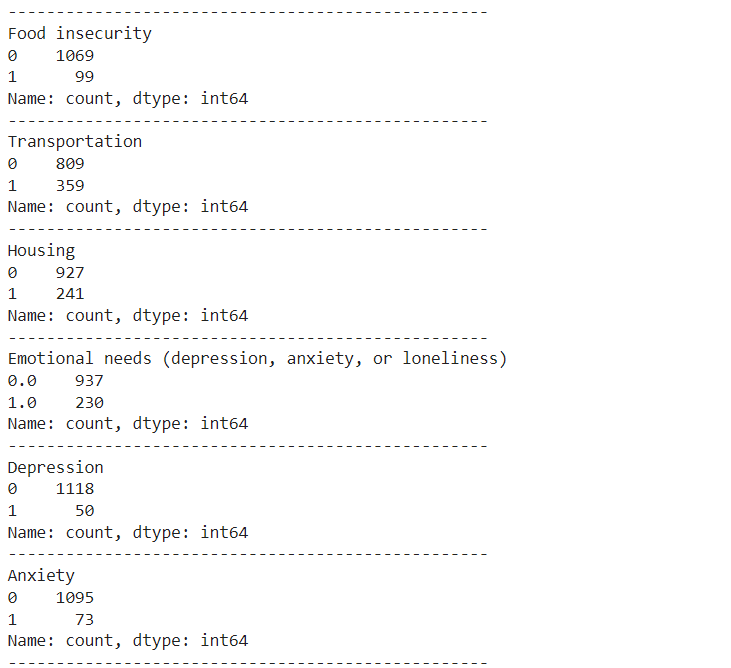 --------------------------------------------------
Food insecurity
0    1069
1      99
Name: count, dtype: int64
--------------------------------------------------
Transportation
0    809
1    359
Name: count, dtype: int64
--------------------------------------------------
Housing
0    927
1    241
Name: count, dtype: int64
--------------------------------------------------
Emotional needs (depression, anxiety, or loneliness)
0.0    937
1.0    230
Name: count, dtype: int64
--------------------------------------------------
Depression
0    1118
1      50
Name: count, dtype: int64
--------------------------------------------------
Anxiety
0    1095
1      73
Name: count, dtype: int64
--------------------------------------------------